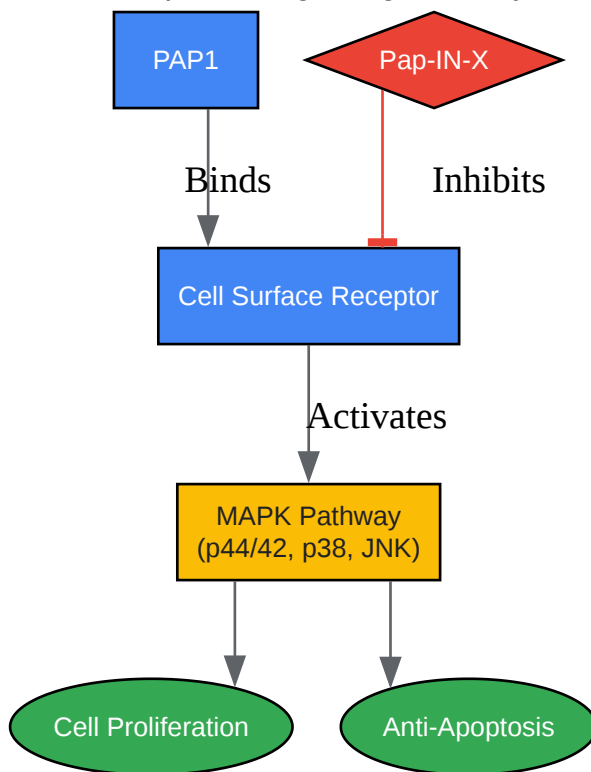 PAP1
Pap-IN-X
Binds
Inhibits
Cell Surface Receptor
Activates
MAPK Pathway
(p44/42, p38, JNK)
Cell Proliferation
Anti-Apoptosis